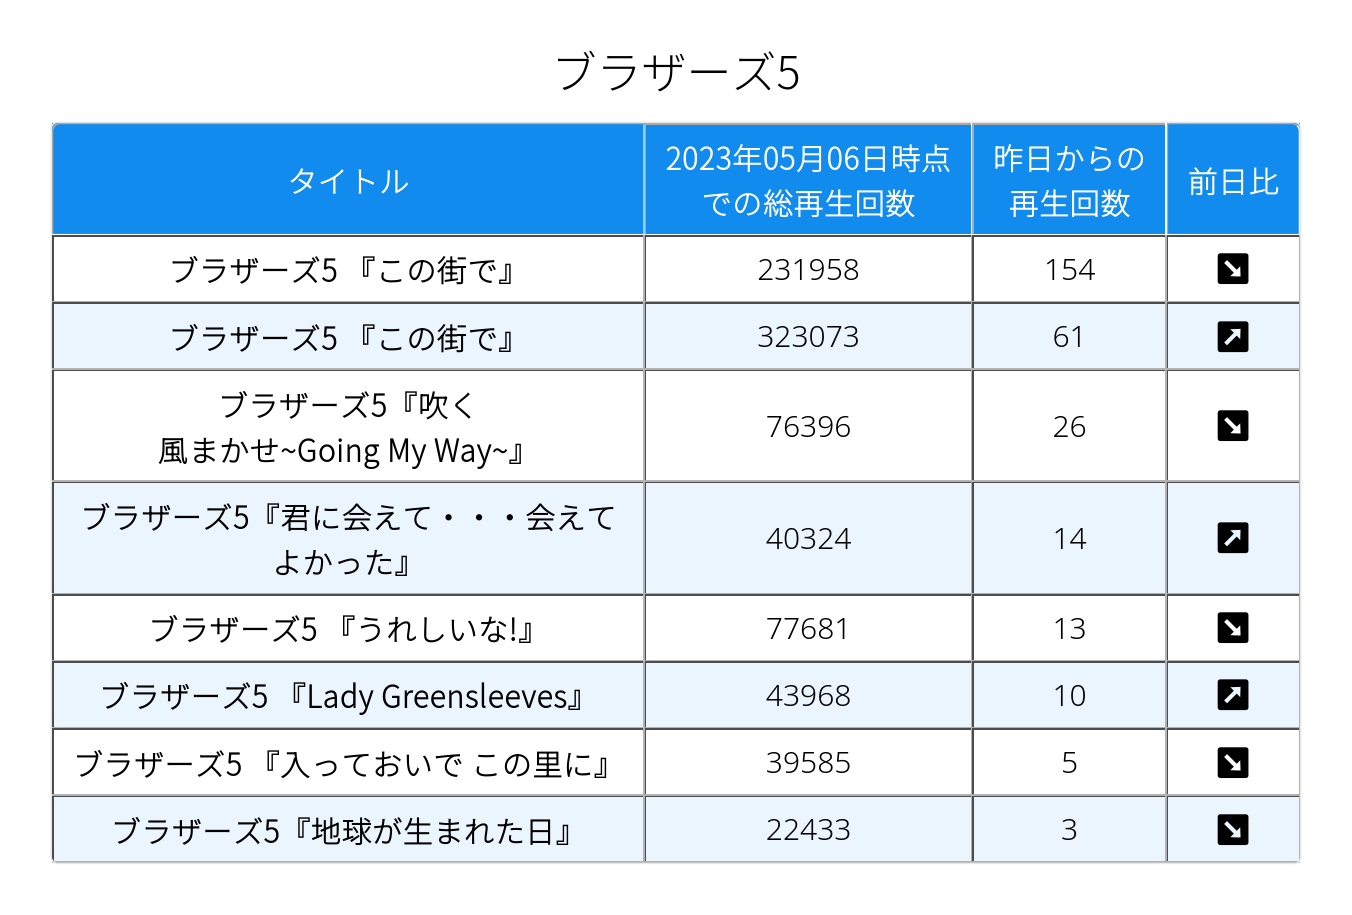 ブラザーズ5
タイトル
2023年05月06日時点
での総再生回数
昨日からの
再生回数
前日比
ブラザーズ5 『この街で』
231958
154
ブラザーズ5 『この街で』
323073
61
ブラザーズ5『吹く
風まかせ~Going My Way~』
76396
26
ブラザーズ5『君に会えて・・・会えて
よかった』
40324
14
ブラザーズ5 『うれしいな!』
77681
13
ブラザーズ5 『Lady Greensleeves』
43968
10
ブラザーズ5 『入っておいで この里に』
39585
5
ブラザーズ5『地球が生まれた日』
22433
3